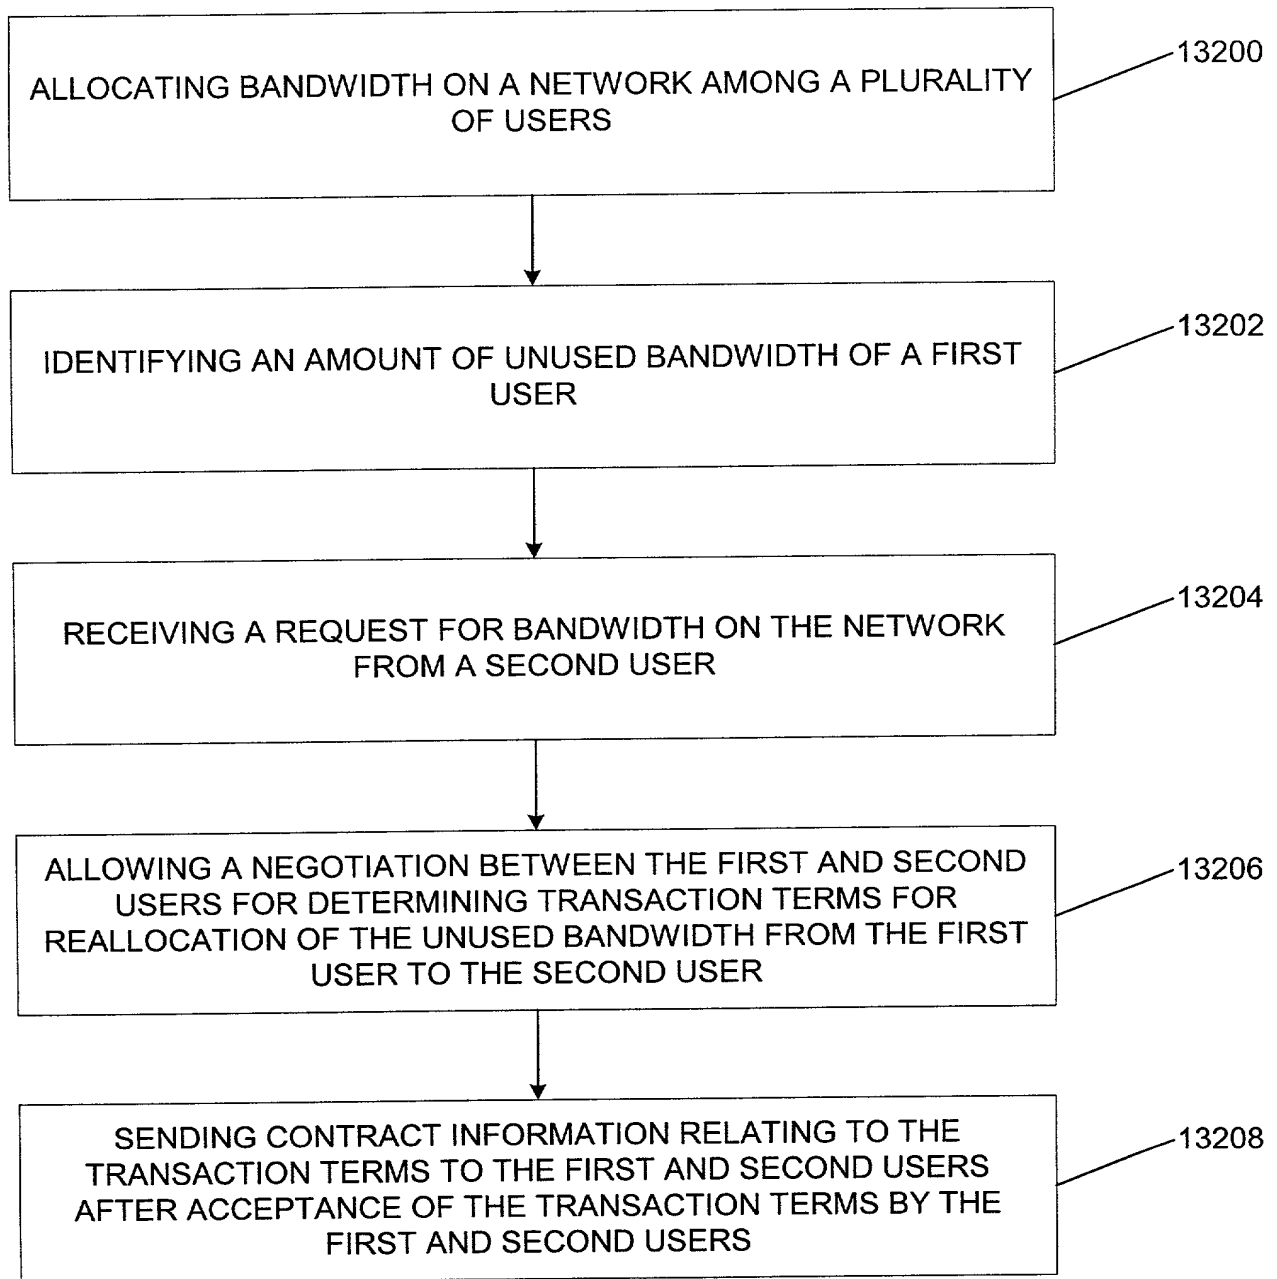 ALLOCATING BANDWIDTH ON A NETWORK AMONG A PLURALITY
OF USERS
13200
IDENTIFYING AN AMOUNT OF UNUSED BANDWIDTH OF A FIRST
USER
13202
RECEIVING A REQUEST FOR BANDWIDTH ON THE NETWORK
FROM A SECOND USER
13204
ALLOWING A NEGOTIATION BETWEEN THE FIRST AND SECOND
USERS FOR DETERMINING TRANSACTION TERMS FOR
REALLOCATION OF THE UNUSED BANDWIDTH FROM THE FIRST
USER TO THE SECOND USER
13206
SENDING CONTRACT INFORMATION RELATING TO THE
TRANSACTION TERMS TO THE FIRST AND SECOND USERS
AFTER ACCEPTANCE OF THE TRANSACTION TERMS BY THE
FIRST AND SECOND USERS
13208